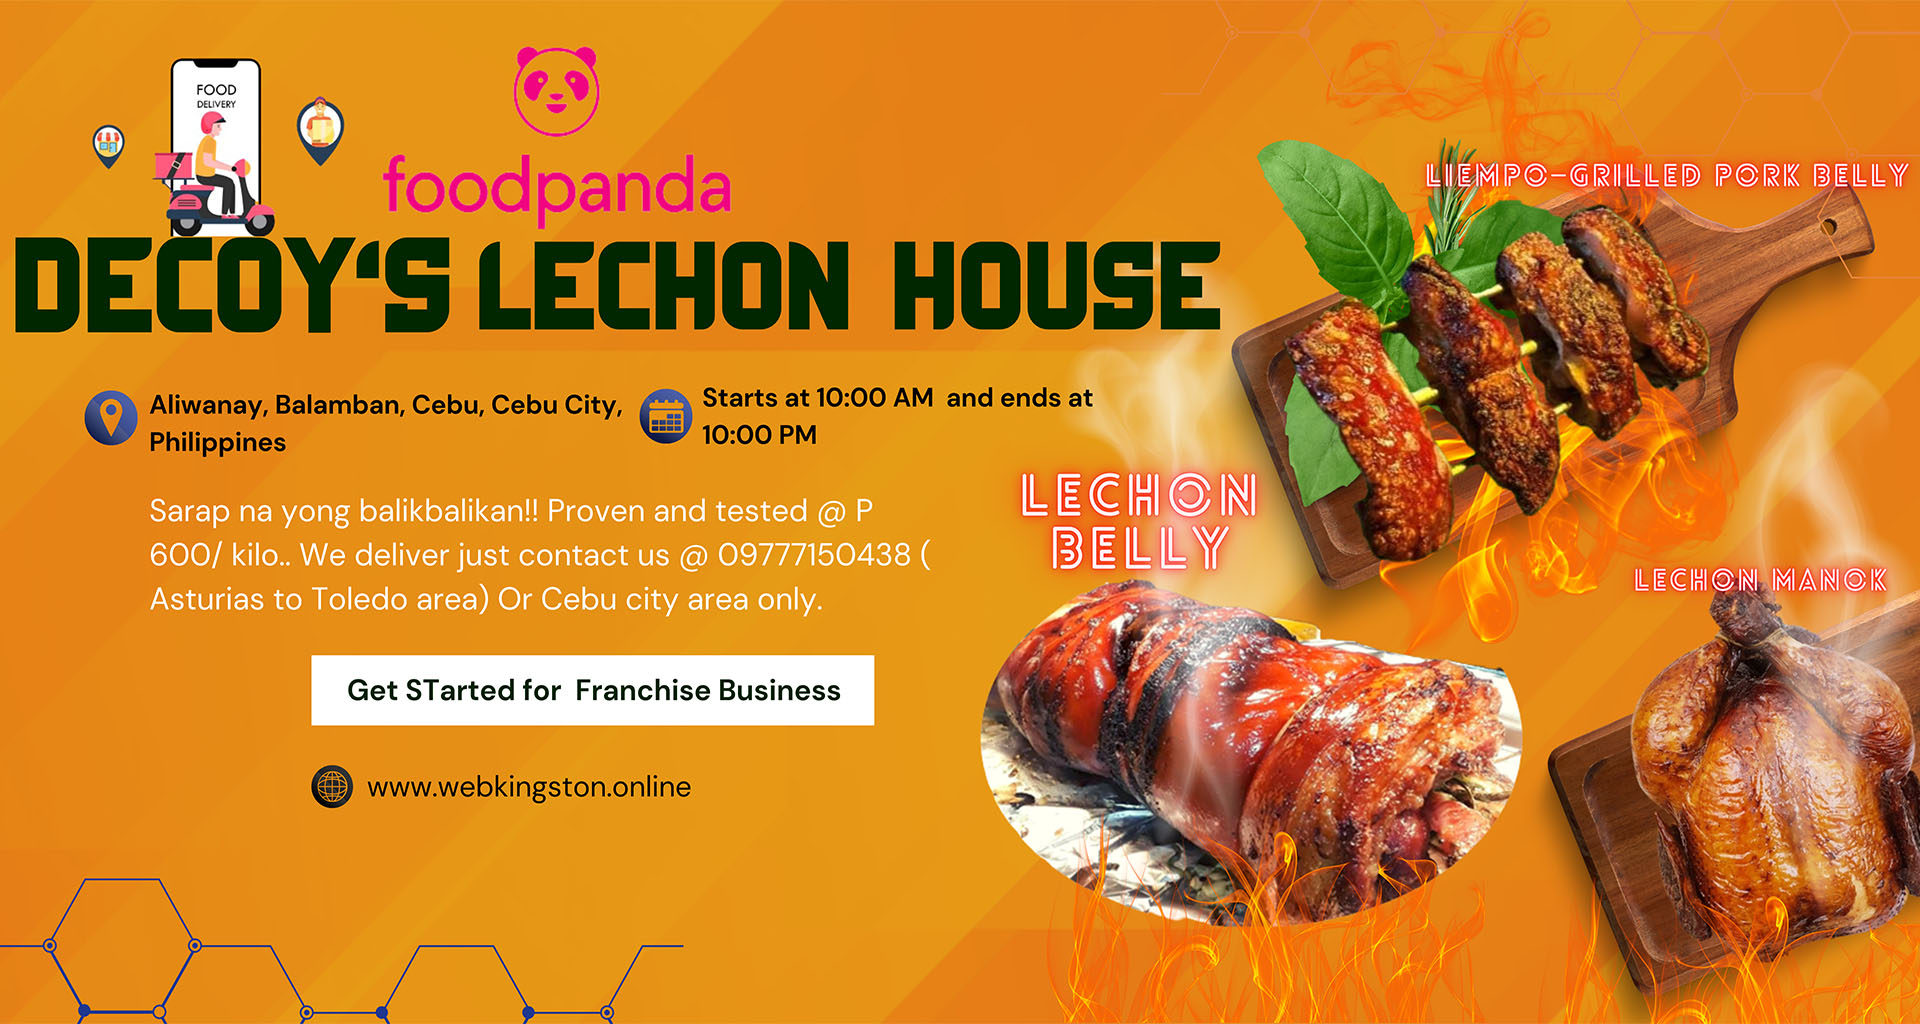 FOOD
DELIVERY
foodpanda
DECOY‘S LECHON HOUSE
Aliwanay, Balamban, Cebu, Cebu City,
Philippines
Starts at 10:00 AM and ends at
10:00 PM
Sarap na yong balikbalikan!! Proven and tested @ P
600/ kilo.. We deliver just contact us @ 09777150438 (
Asturias to Toledo area) Or Cebu city area only.
Get STarted for Franchise Business
www.webkingston.online
LIEMPO-GRILLED PORK BELLY
LECHON
BELLY
LECHON MANOK